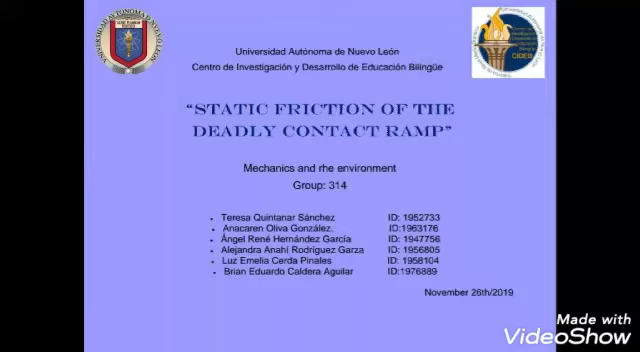 Universidad Autónoma de Nuevo León
Centro de Investigación y Desarrollo de Educación Bilingüe
CIDEB
“STATIC FRICTION OF THE
DEADLY CONTACT RAMP”
Mechanics and rhe environment
Group: 314
• Teresa Quintanar Sánchez ID: 1952733
• Anacaren Oliva González. ID:1963176
• Ángel René Hernández García ID: 1947756
• Alejandra Anahí Rodríguez Garza ID: 1956805
• Luz Emelia Cerda Pinales ID: 1958104
• Brian Eduardo Caldera Aguilar ID:1976889
November 26th/2019
Made with
VideoShow